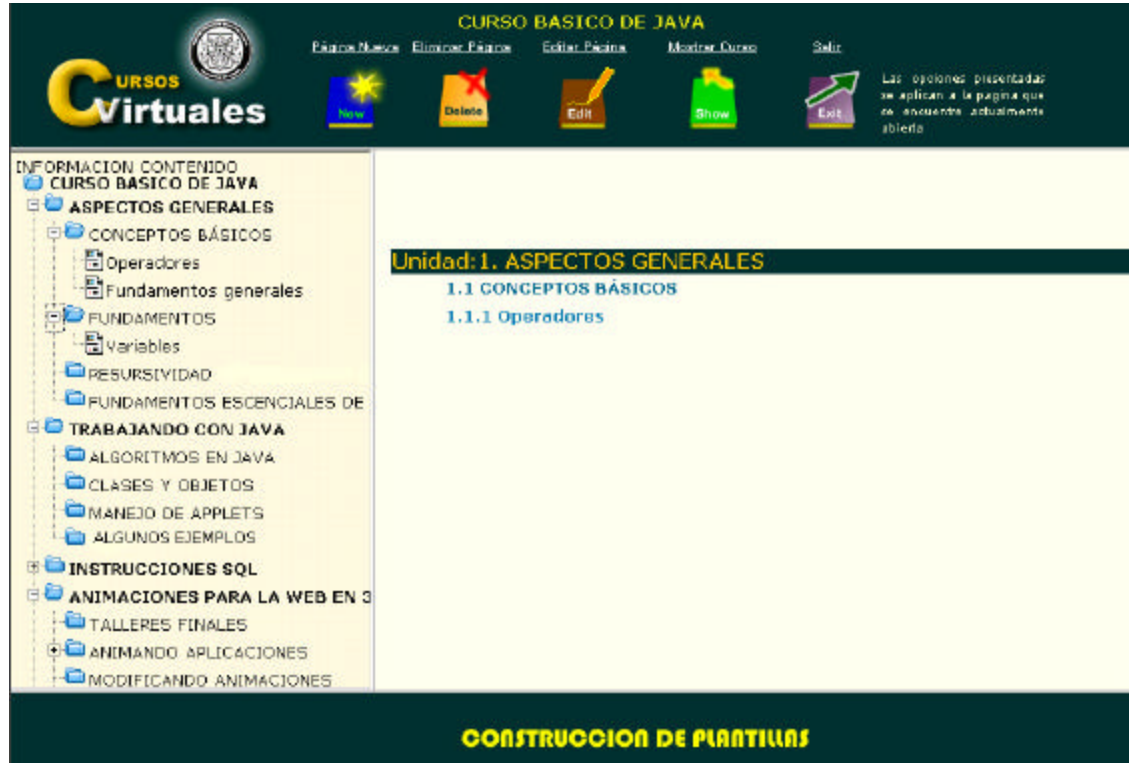 CURSO BASICO DE JAVA
Página Nueva Eliminar Página Editar Página Mostrar Curso Salir
CURSOS
Virtuales
New Delete Edit Show Exit
Las opciones presentadas
se aplican a la pagina que
se encuentre actualmente
abierta
INFORMACION CONTENIDO
CURSO BASICO DE JAVA
ASPECTOS GENERALES
CONCEPTOS BÁSICOS
Operadores
Fundamentos generales
FUNDAMENTOS
Variables
RESURSIVIDAD
FUNDAMENTOS ESCENCIALES DE
TRABAJANDO CON JAVA
ALGORITMOS EN JAVA
CLASES Y OBJETOS
MANEJO DE APPLETS
ALGUNOS EJEMPLOS
INSTRUCCIONES SQL
ANIMACIONES PARA LA WEB EN 3
TALLERES FINALES
ANIMANDO APLICACIONES
MODIFICANDO ANIMACIONES
Unidad:1. ASPECTOS GENERALES
1.1 CONCEPTOS BÁSICOS
1.1.1 Operadores
CONSTRUCCION DE PLANTILLAS